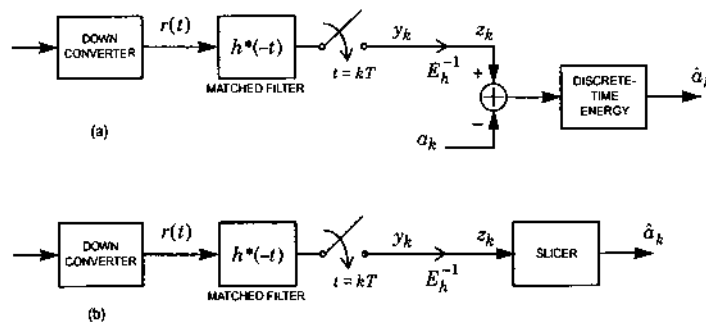 DOWN
CONVERTER
r(t)
h*(-t)
MATCHED FILTER
t = kT
y_k
E_h^{-1}
z_k
+
−
a_k
DISCRETE-
TIME
ENERGY
â_k
(a)
DOWN
CONVERTER
r(t)
h*(-t)
MATCHED FILTER
t = kT
y_k
E_h^{-1}
z_k
SLICER
â_k
(b)